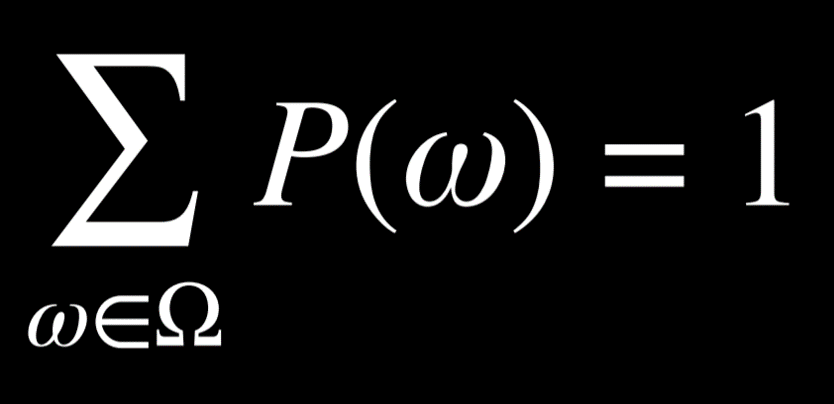 ∑ P(ω) = 1
ω∈Ω